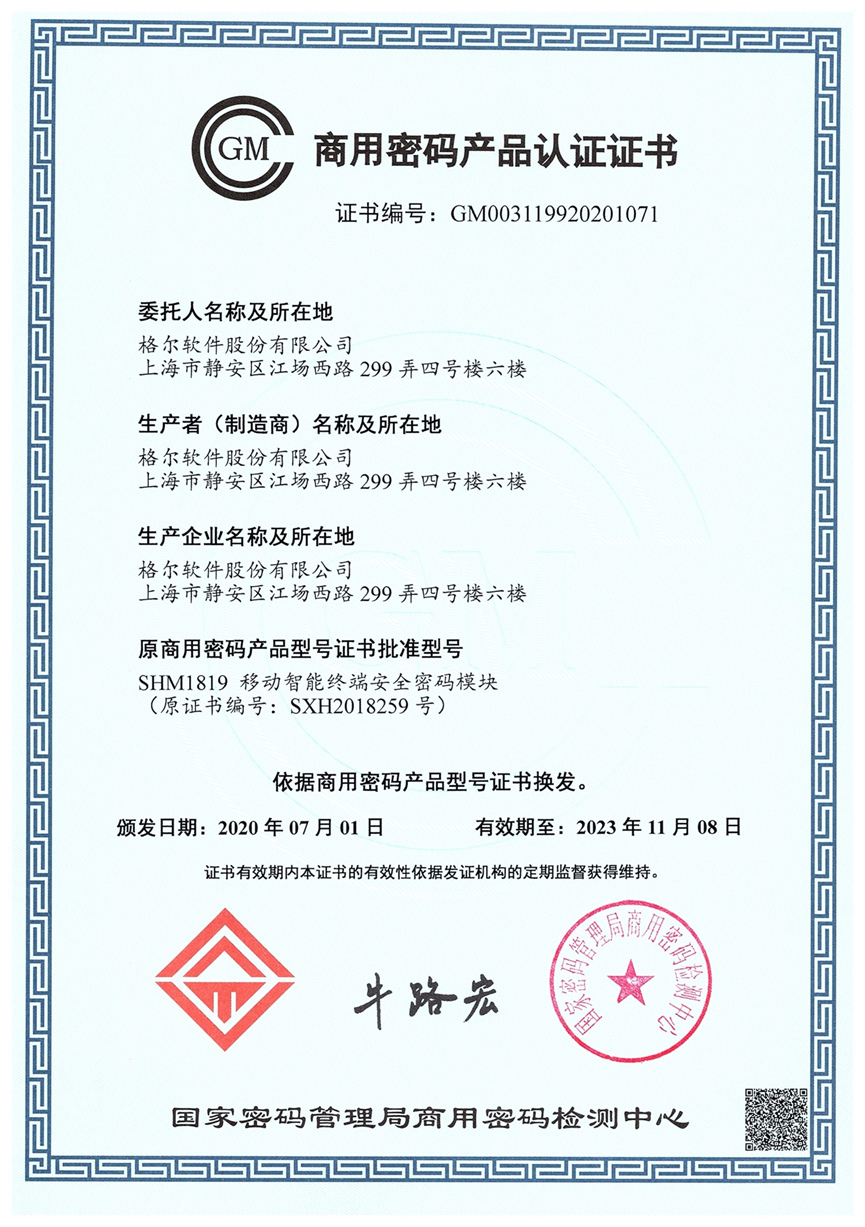 GM
商用密码产品认证证书
证书编号：GM003119920201071
委托人名称及所在地
格尔软件股份有限公司
上海市静安区江场西路 299 弄四号楼六楼
生产者（制造商）名称及所在地
格尔软件股份有限公司
上海市静安区江场西路 299 弄四号楼六楼
生产企业名称及所在地
格尔软件股份有限公司
上海市静安区江场西路 299 弄四号楼六楼
原商用密码产品型号证书批准型号
SHM1819 移动智能终端安全密码模块
（原证书编号：SXH2018259 号）
依据商用密码产品型号证书换发。
颁发日期：2020 年 07 月 01 日 有效期至：2023 年 11 月 08 日
证书有效期内本证书的有效性依据发证机构的定期监督获得维持。
牛路宏
国家密码管理局商用密码检测中心
国家密码管理局商用密码检测中心